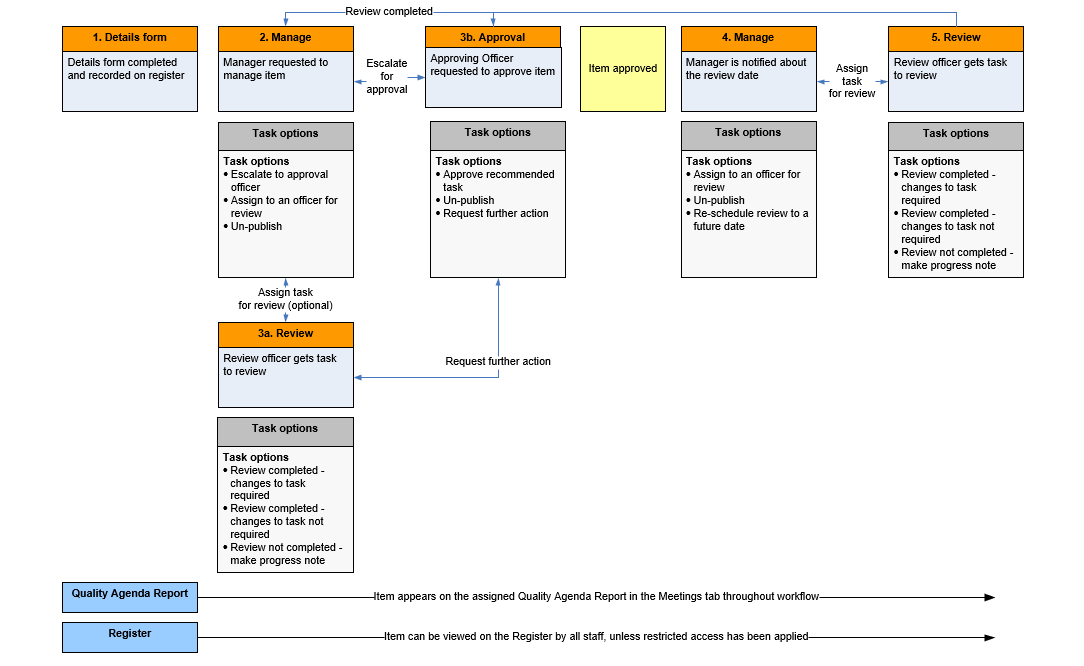 Review completed
1. Details form
Details form completed
and recorded on register
2. Manage
Manager requested to
manage item
Escalate
for
approval
3b. Approval
Approving Officer
requested to approve item
Item approved
4. Manage
Manager is notified about
the review date
Assign
task
for review
5. Review
Review officer gets task
to review
Task options
Task options
• Escalate to approval
officer
• Assign to an officer for
review
• Un-publish
Task options
Task options
• Approve recommended
task
• Un-publish
• Request further action
Task options
Task options
• Assign to an officer for
review
• Un-publish
• Re-schedule review to a
future date
Task options
Task options
• Review completed -
changes to task
required
• Review completed -
changes to task not
required
• Review not completed -
make progress note
Assign task
for review (optional)
3a. Review
Review officer gets task
to review
Request further action
Task options
Task options
• Review completed -
changes to task
required
• Review completed -
changes to task not
required
• Review not completed -
make progress note
Quality Agenda Report
Item appears on the assigned Quality Agenda Report in the Meetings tab throughout workflow
Register
Item can be viewed on the Register by all staff, unless restricted access has been applied